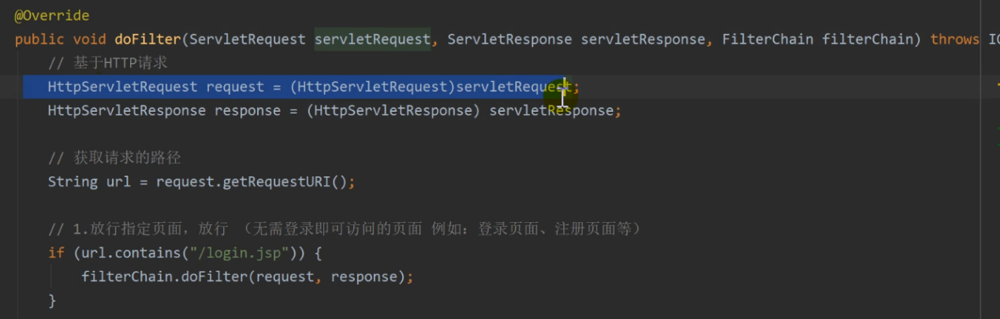 @Override
public void doFilter(ServletRequest servletRequest, ServletResponse servletResponse, FilterChain filterChain) throws IO
// 基于HTTP请求
HttpServletRequest request = (HttpServletRequest)servletRequest;
HttpServletResponse response = (HttpServletResponse) servletResponse;
// 获取请求的路径
String url = request.getRequestURI();
// 1.放行指定页面，放行 （无需登录即可访问的页面 例如：登录页面、注册页面等）
if (url.contains("/login.jsp")) {
filterChain.doFilter(request, response);
}